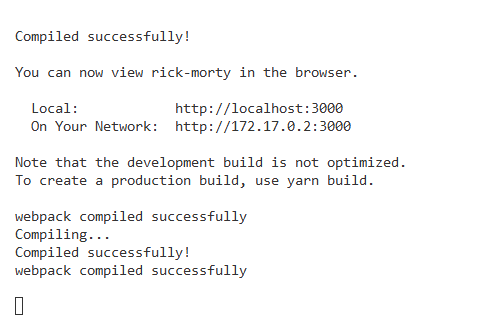 Compiled successfully!
You can now view rick-morty in the browser.
Local: http://localhost:3000
On Your Network: http://172.17.0.2:3000
Note that the development build is not optimized.
To create a production build, use yarn build.
webpack compiled successfully
Compiling...
Compiled successfully!
webpack compiled successfully